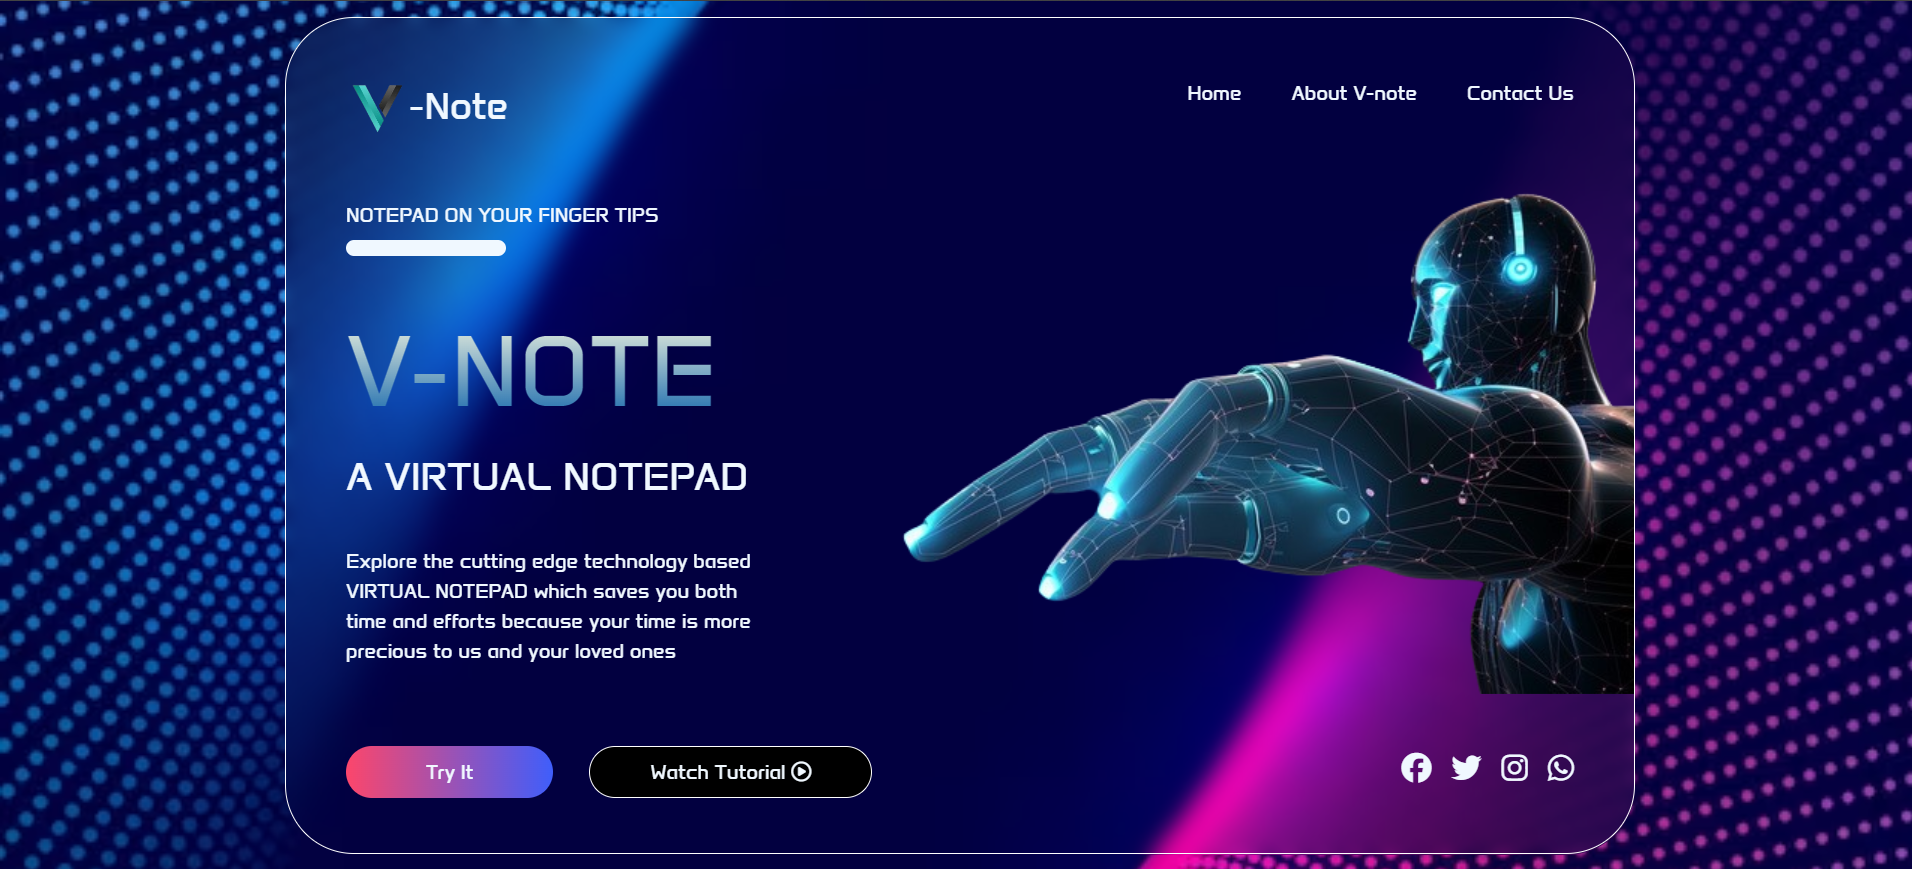 V -Note
Home
About V-note
Contact Us
NOTEPAD ON YOUR FINGER TIPS
V-NOTE
A VIRTUAL NOTEPAD
Explore the cutting edge technology based
VIRTUAL NOTEPAD which saves you both
time and efforts because your time is more
precious to us and your loved ones
Try It
Watch Tutorial